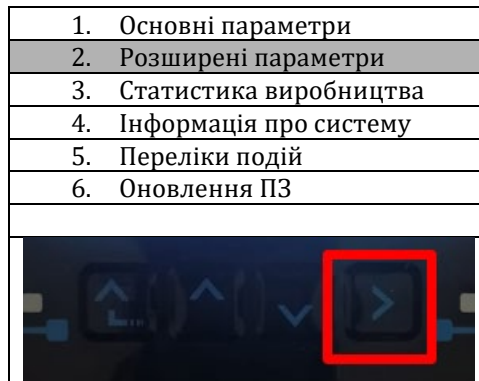 1. Основні параметри
2. Розширені параметри
3. Статистика виробництва
4. Інформація про систему
5. Переліки подій
6. Оновлення ПЗ